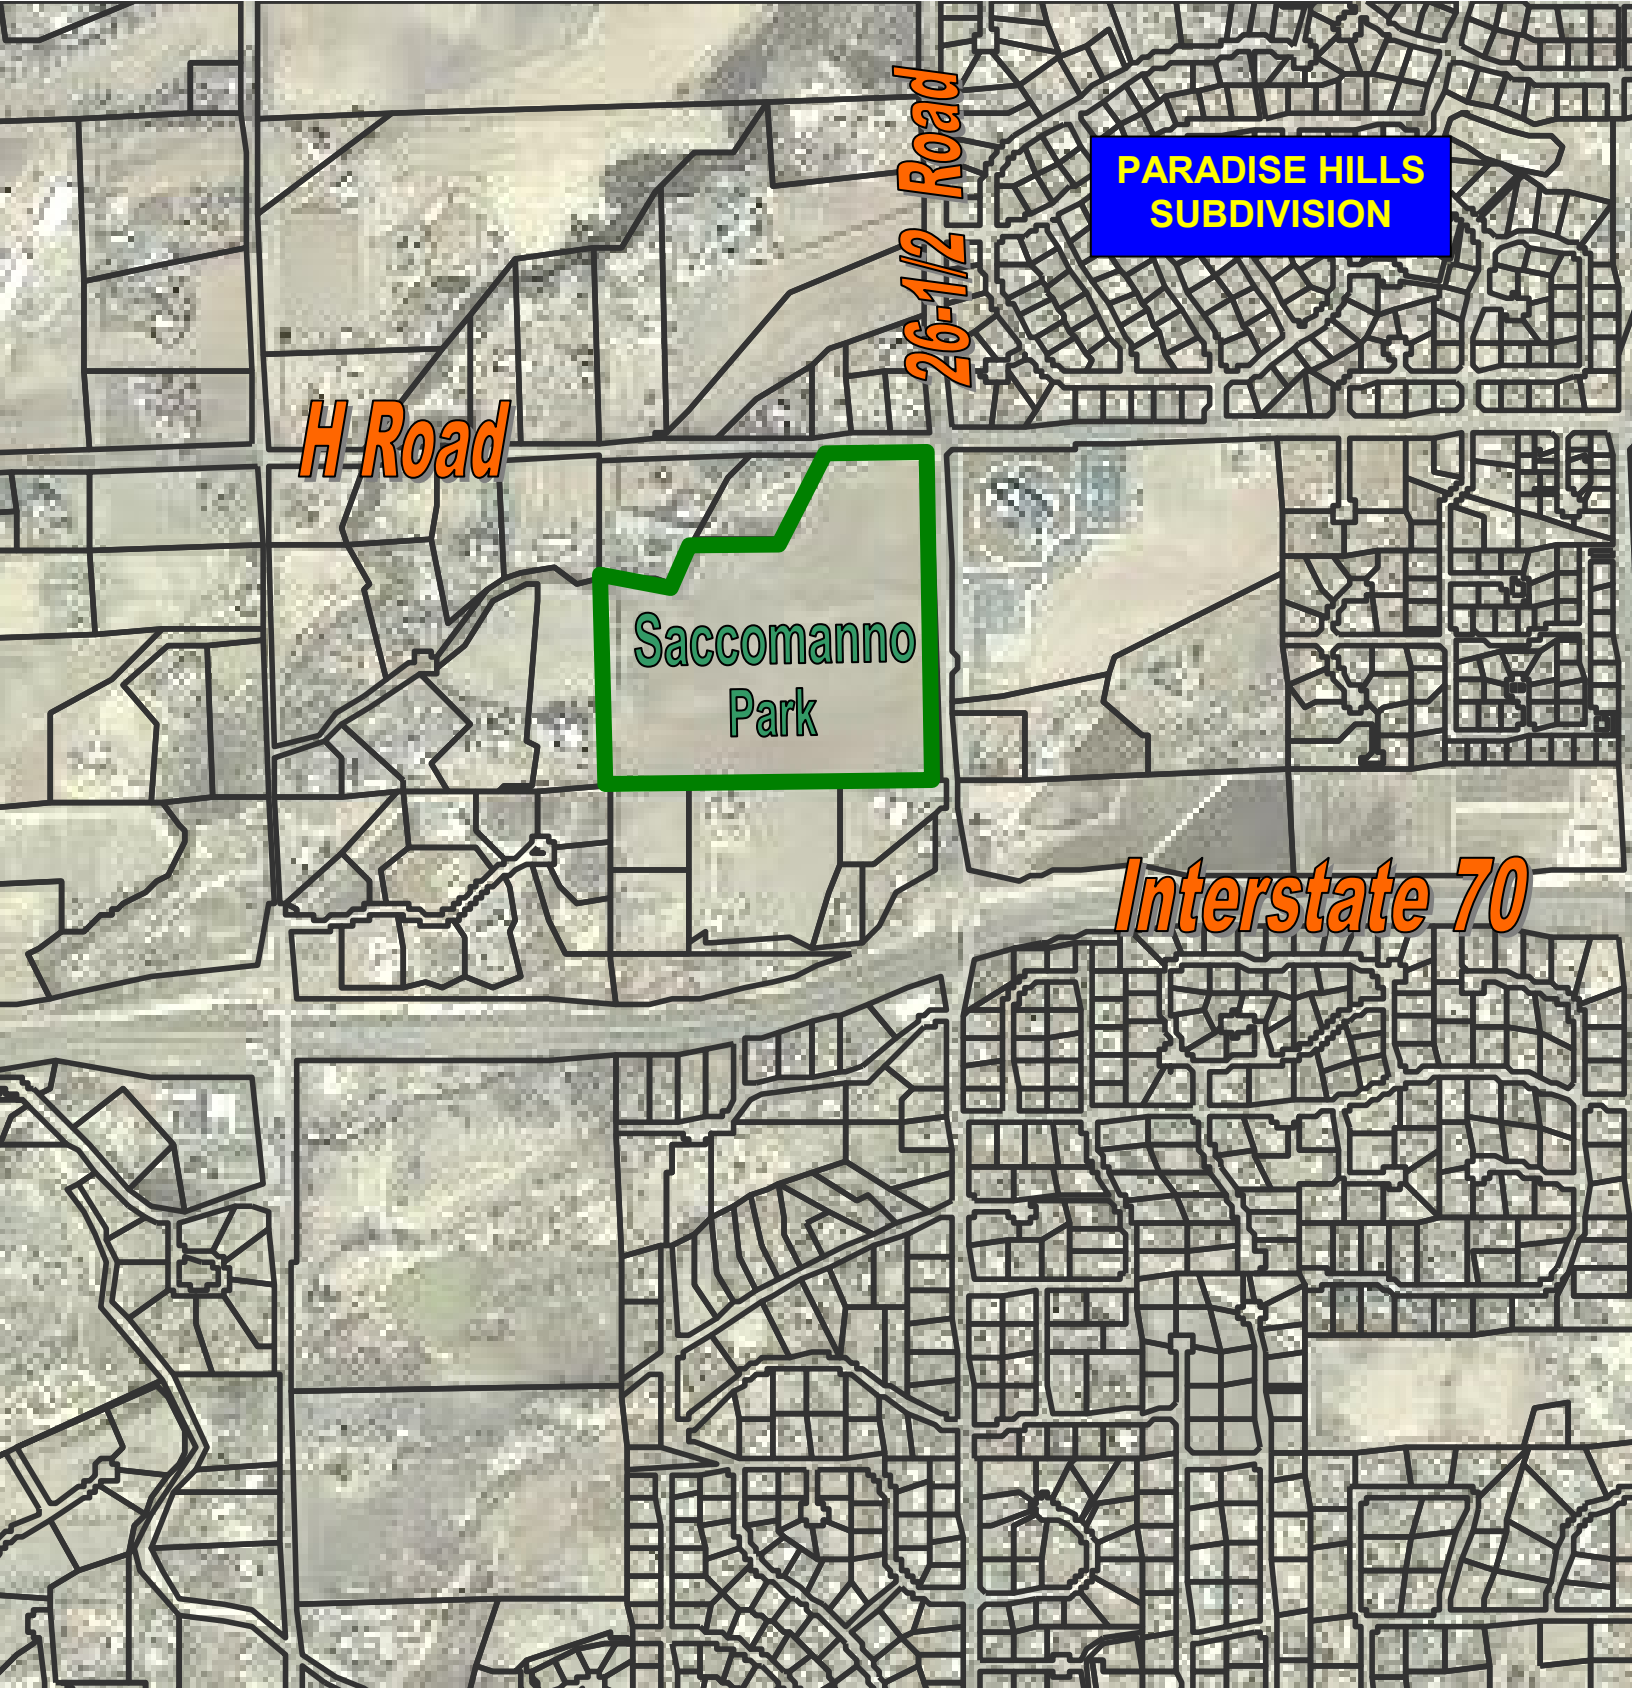 26-1/2 Road
PARADISE HILLS
SUBDIVISION
H Road
Saccomanno
Park
Interstate 70